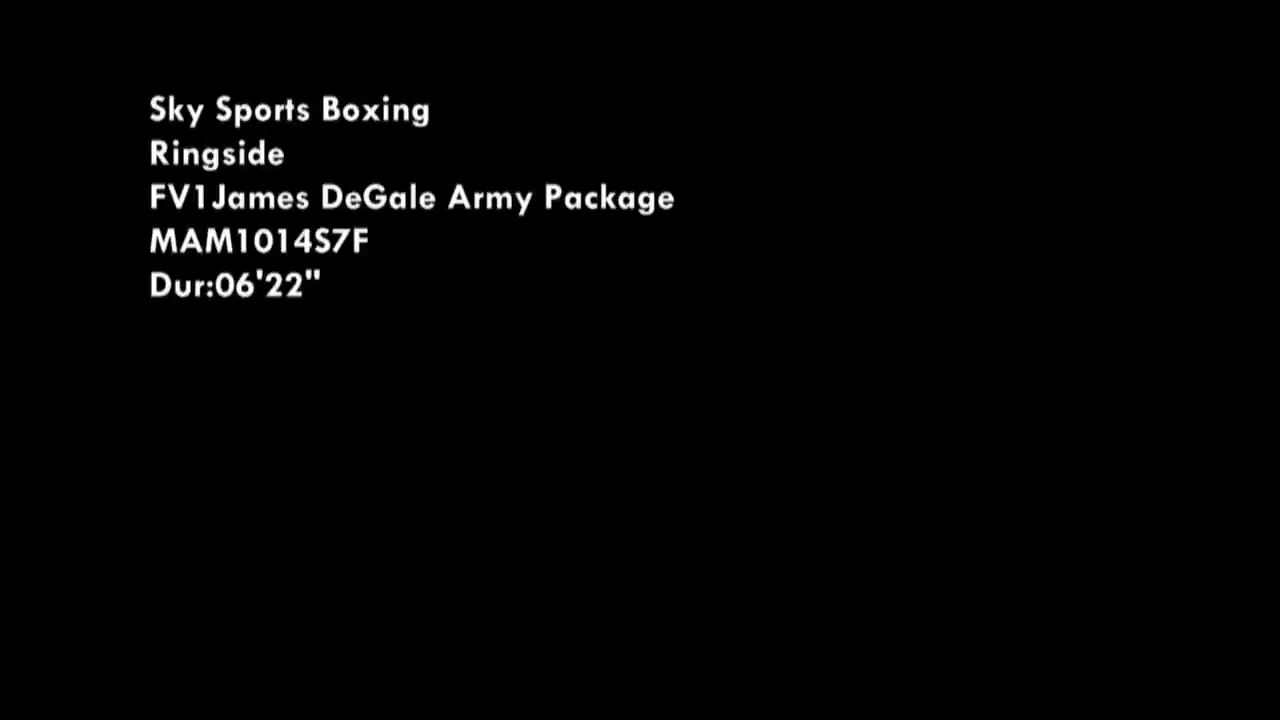 Sky Sports Boxing
Ringside
FV1James DeGale Army Package
MAM1014S7F
Dur:06'22"